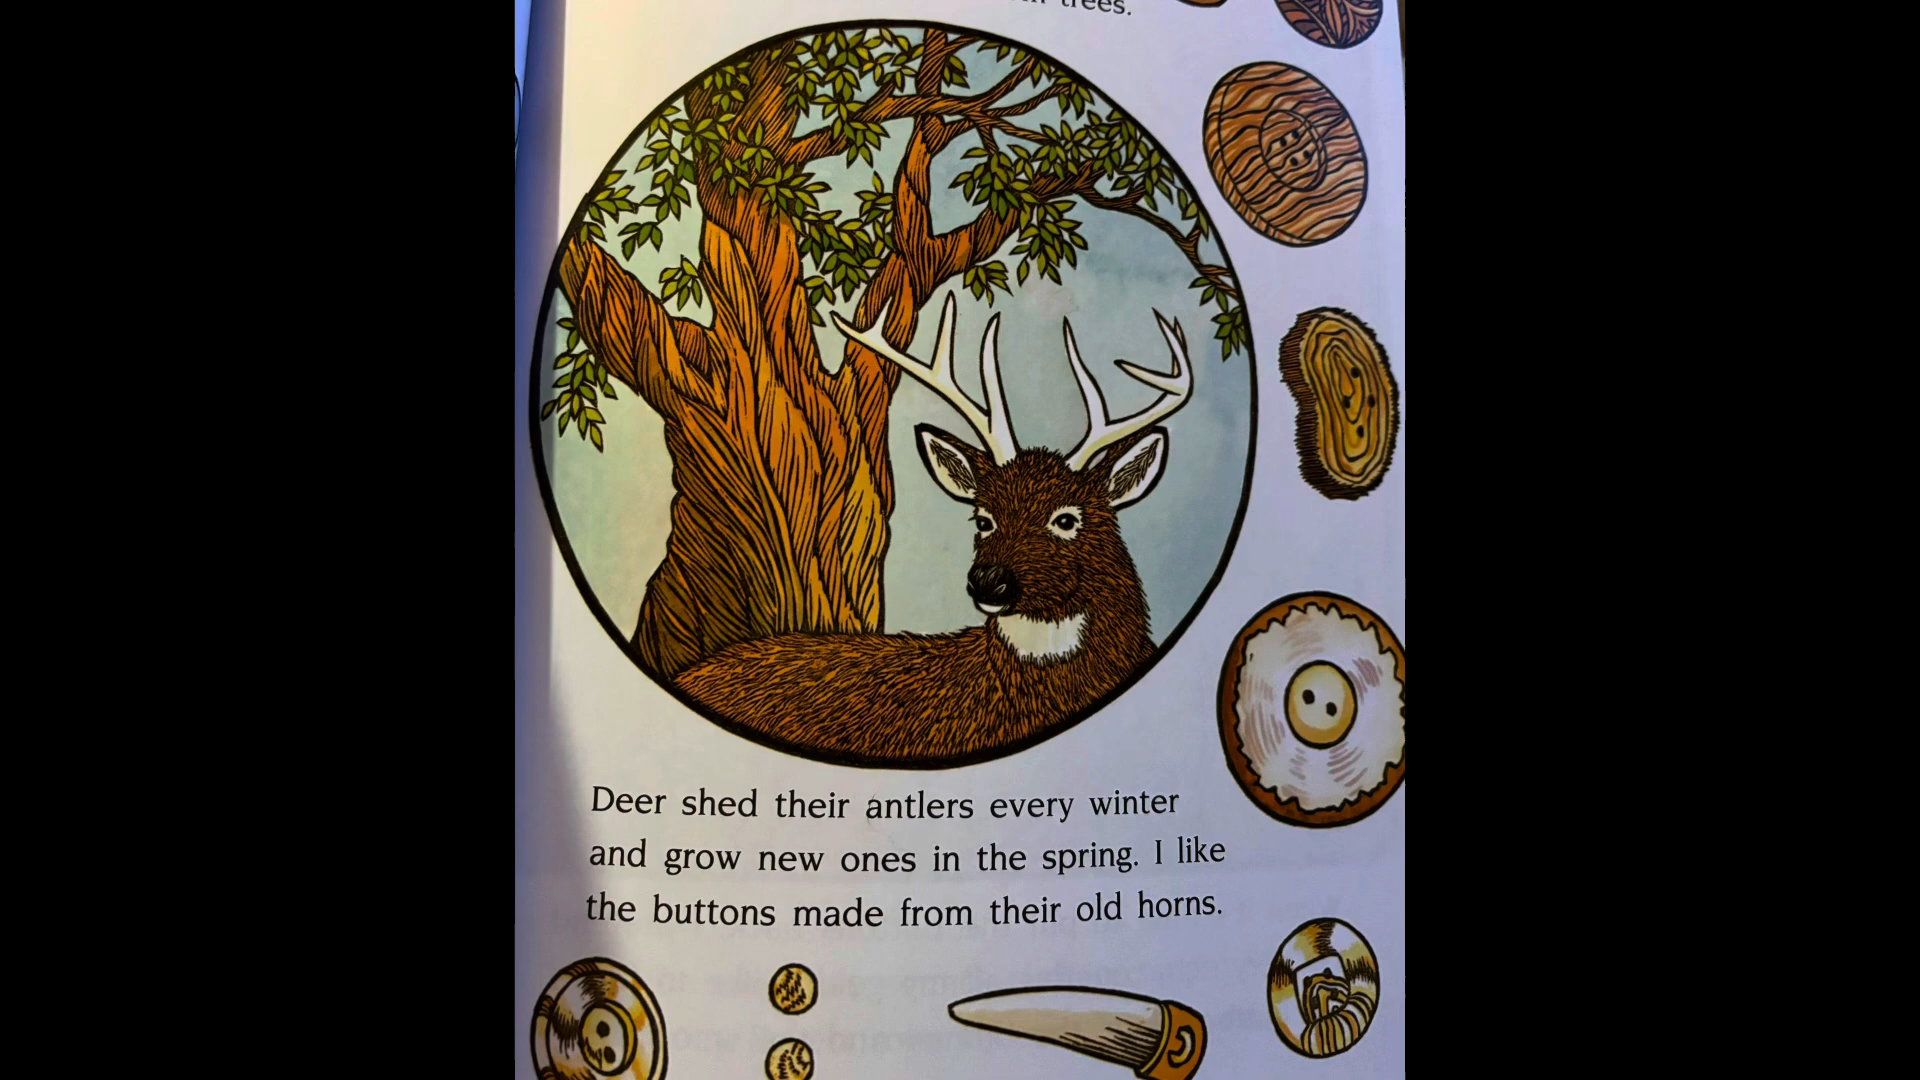 trees.
Deer shed their antlers every winter
and grow new ones in the spring. I like
the buttons made from their old horns.